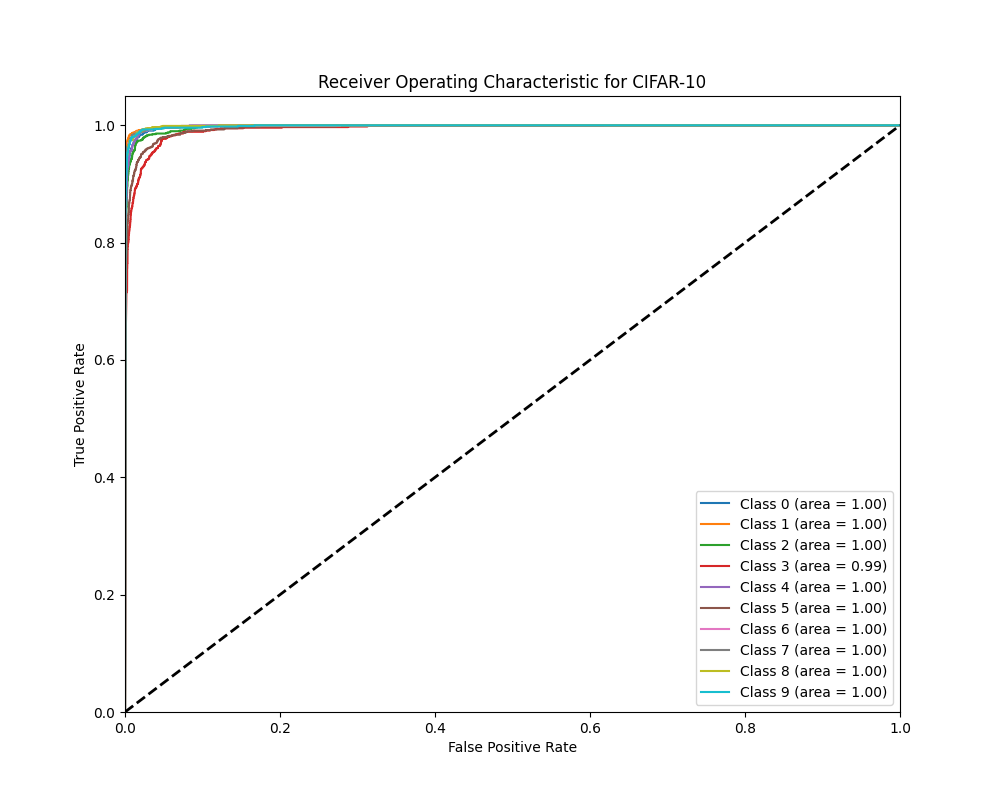 Receiver Operating Characteristic for CIFAR-10
True Positive Rate
1.0
0.8
0.6
0.4
0.2
0.0
0.0 0.2 0.4 0.6 0.8 1.0
False Positive Rate
Class 0 (area = 1.00)
Class 1 (area = 1.00)
Class 2 (area = 1.00)
Class 3 (area = 0.99)
Class 4 (area = 1.00)
Class 5 (area = 1.00)
Class 6 (area = 1.00)
Class 7 (area = 1.00)
Class 8 (area = 1.00)
Class 9 (area = 1.00)